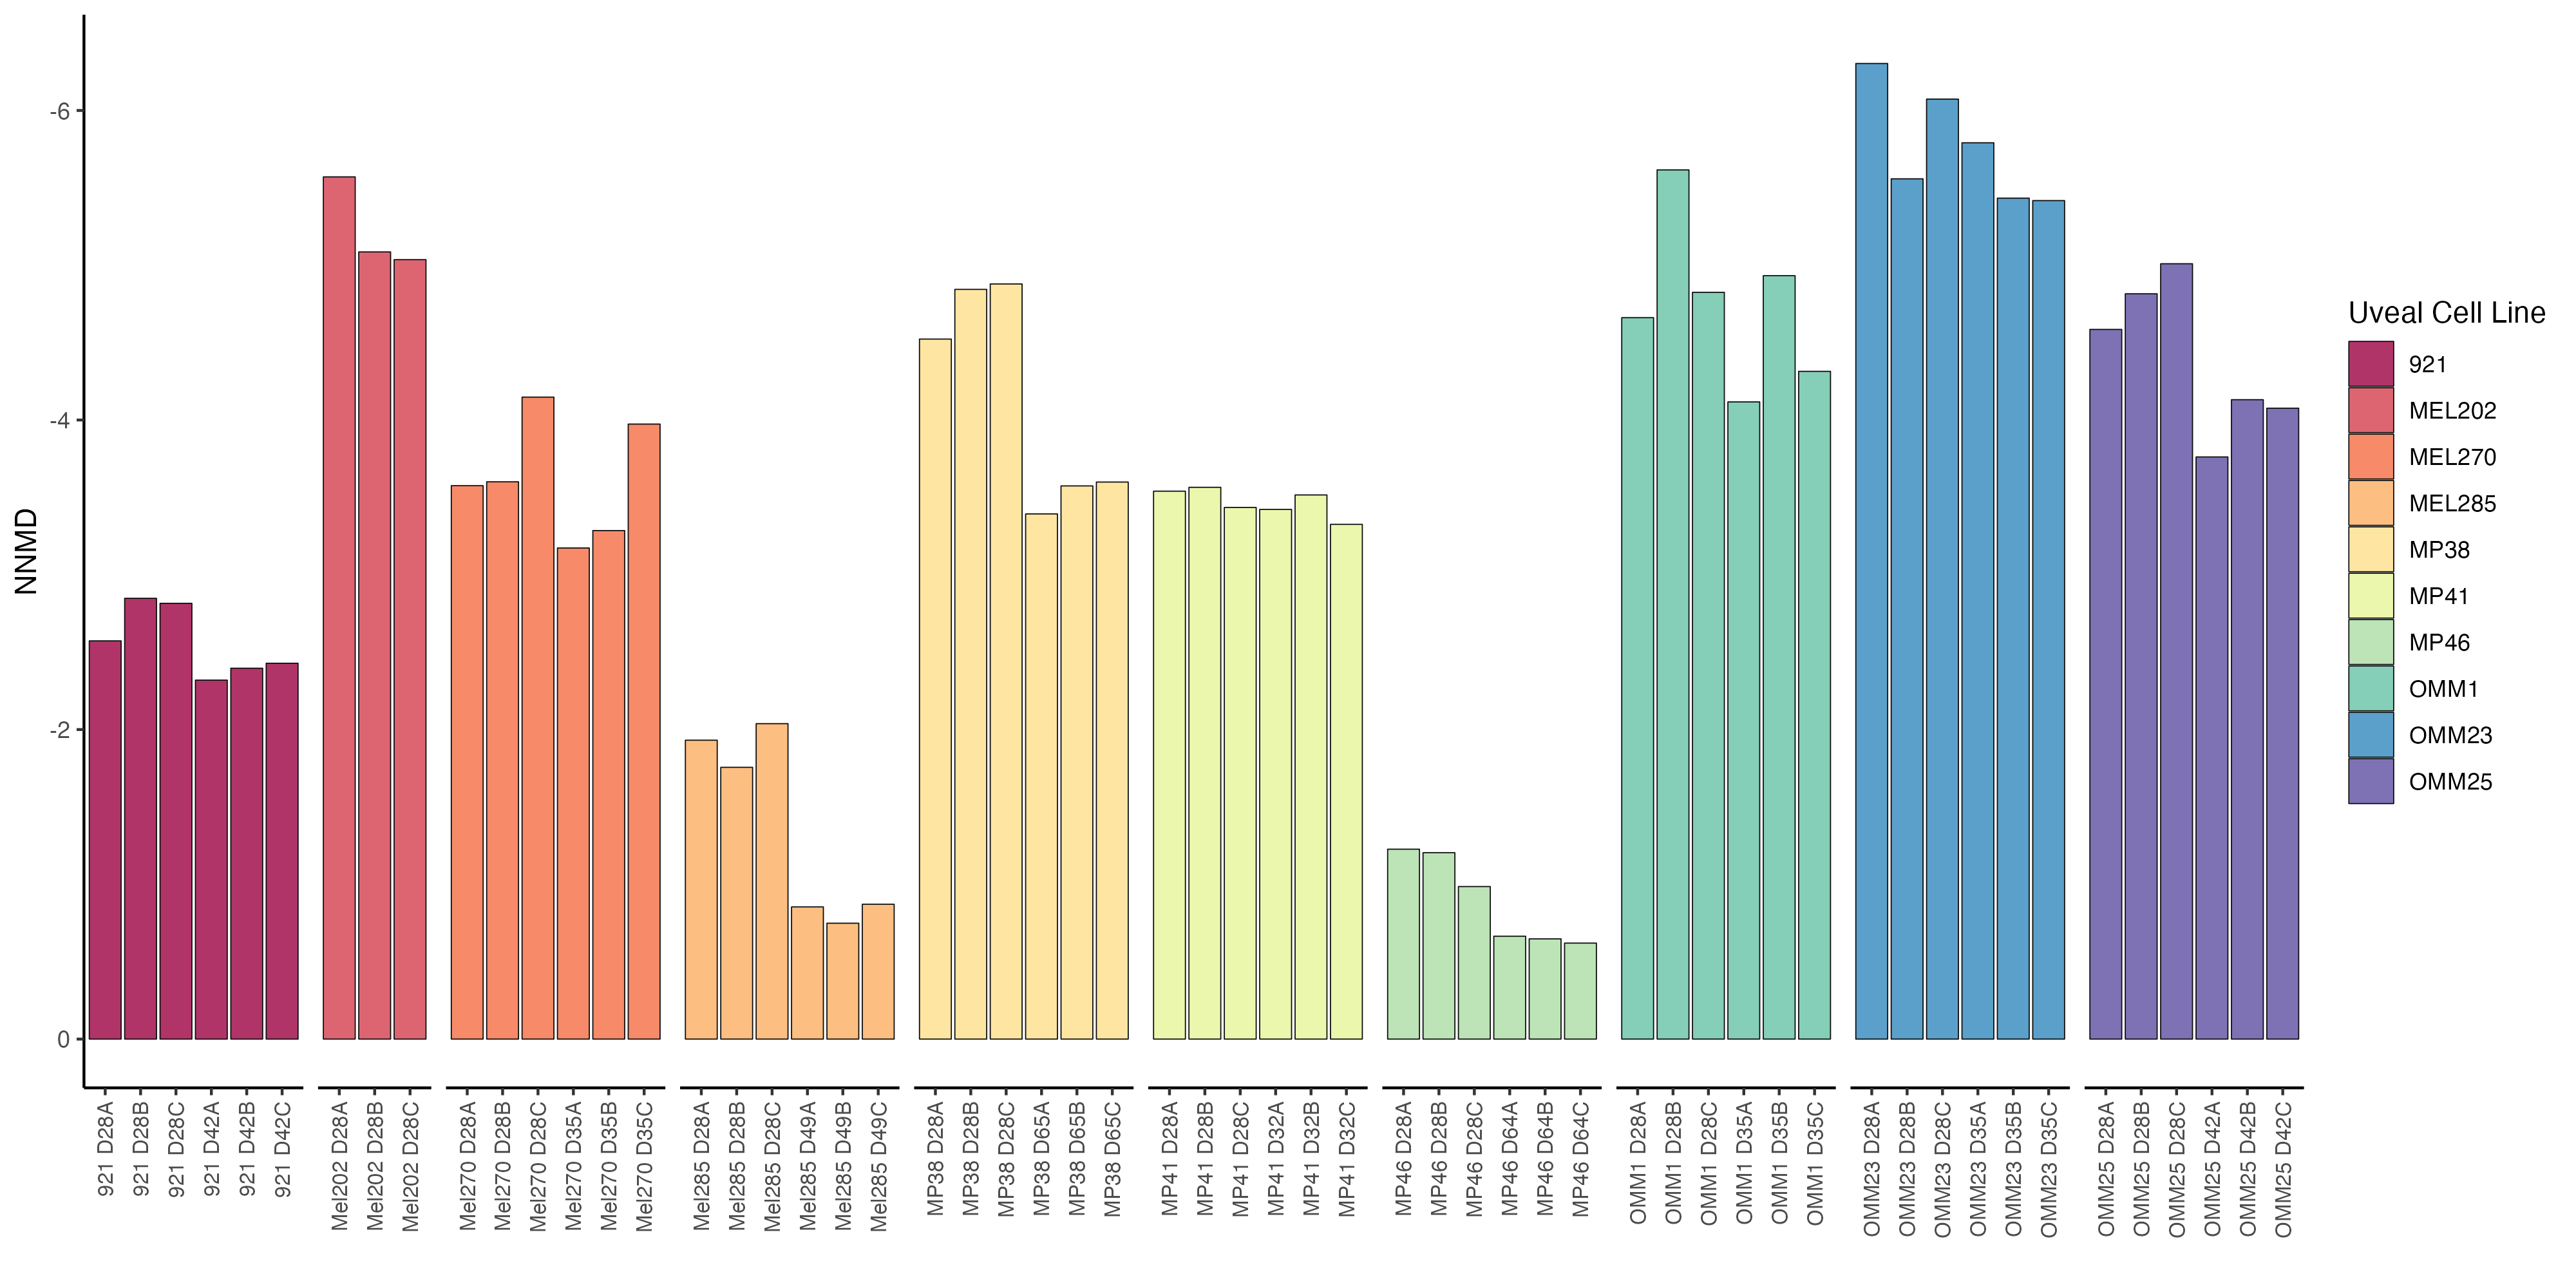 NNMD
-6
-4
-2
0
921 D28A
921 D28B
921 D28C
921 D42A
921 D42B
921 D42C
Mel202 D28A
Mel202 D28B
Mel202 D28C
Mel270 D28A
Mel270 D28B
Mel270 D28C
Mel270 D35A
Mel270 D35B
Mel270 D35C
Mel285 D28A
Mel285 D28B
Mel285 D28C
Mel285 D49A
Mel285 D49B
Mel285 D49C
MP38 D28A
MP38 D28B
MP38 D28C
MP38 D65A
MP38 D65B
MP38 D65C
MP41 D28A
MP41 D28B
MP41 D28C
MP41 D32A
MP41 D32B
MP41 D32C
MP46 D28A
MP46 D28B
MP46 D28C
MP46 D64A
MP46 D64B
MP46 D64C
OMM1 D28A
OMM1 D28B
OMM1 D28C
OMM1 D35A
OMM1 D35B
OMM1 D35C
OMM23 D28A
OMM23 D28B
OMM23 D28C
OMM23 D35A
OMM23 D35B
OMM23 D35C
OMM25 D28A
OMM25 D28B
OMM25 D28C
OMM25 D42A
OMM25 D42B
OMM25 D42C
Uveal Cell Line
921
MEL202
MEL270
MEL285
MP38
MP41
MP46
OMM1
OMM23
OMM25